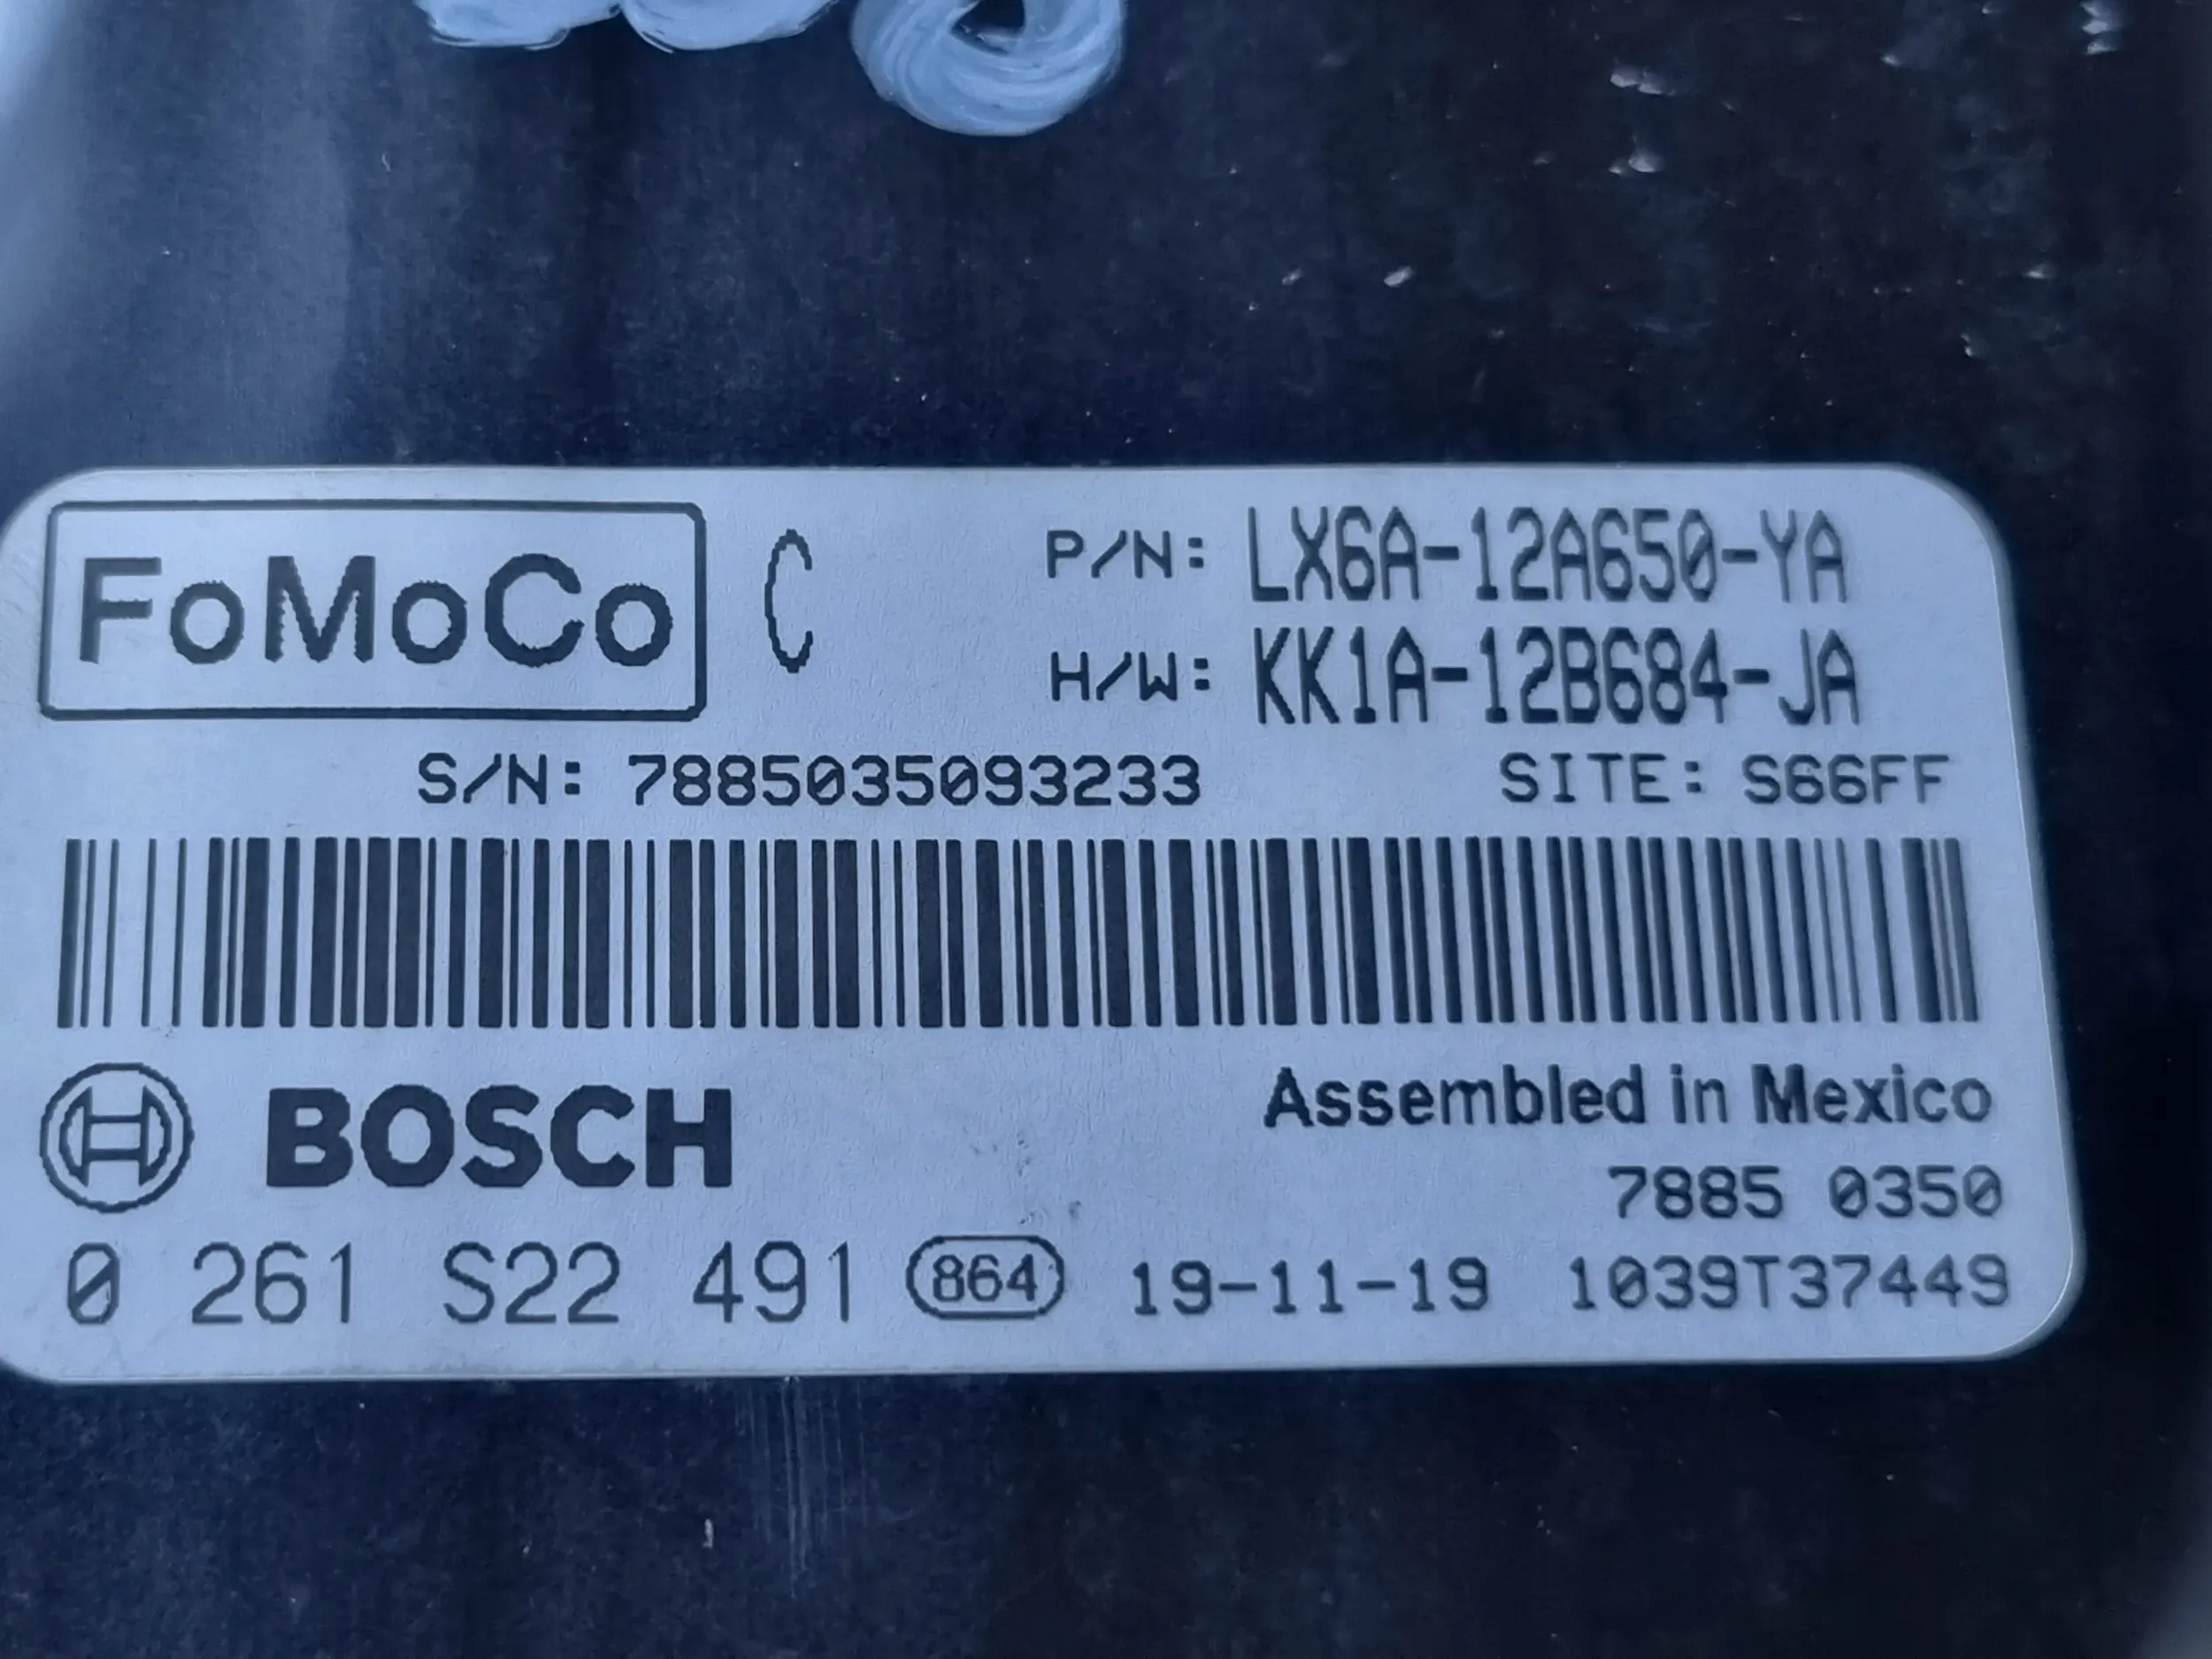 FoMoCo C P/N: LX6A-12A650-YA
H/W: KK1A-12B684-JA
S/N: 7885035093233 SITE: S66FF
BOSCH Assembled in Mexico
7885 0350
0 261 S22 491 864 19-11-19 1039T37449